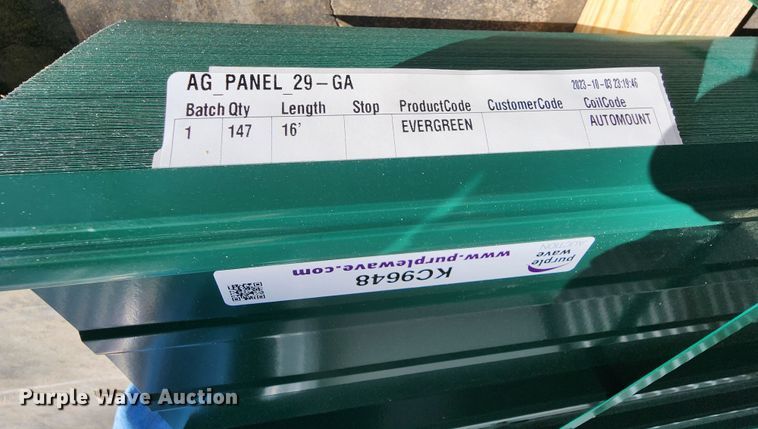 AG_PANEL_29-GA 2023-10-03 23:19:46
Batch Qty Length Stop ProductCode CustomerCode CoilCode
1 147 16' EVERGREEN AUTOMOUNT
KC9648
www.purplewave.com
purple
wave
AUCTION
Purple Wave Auction